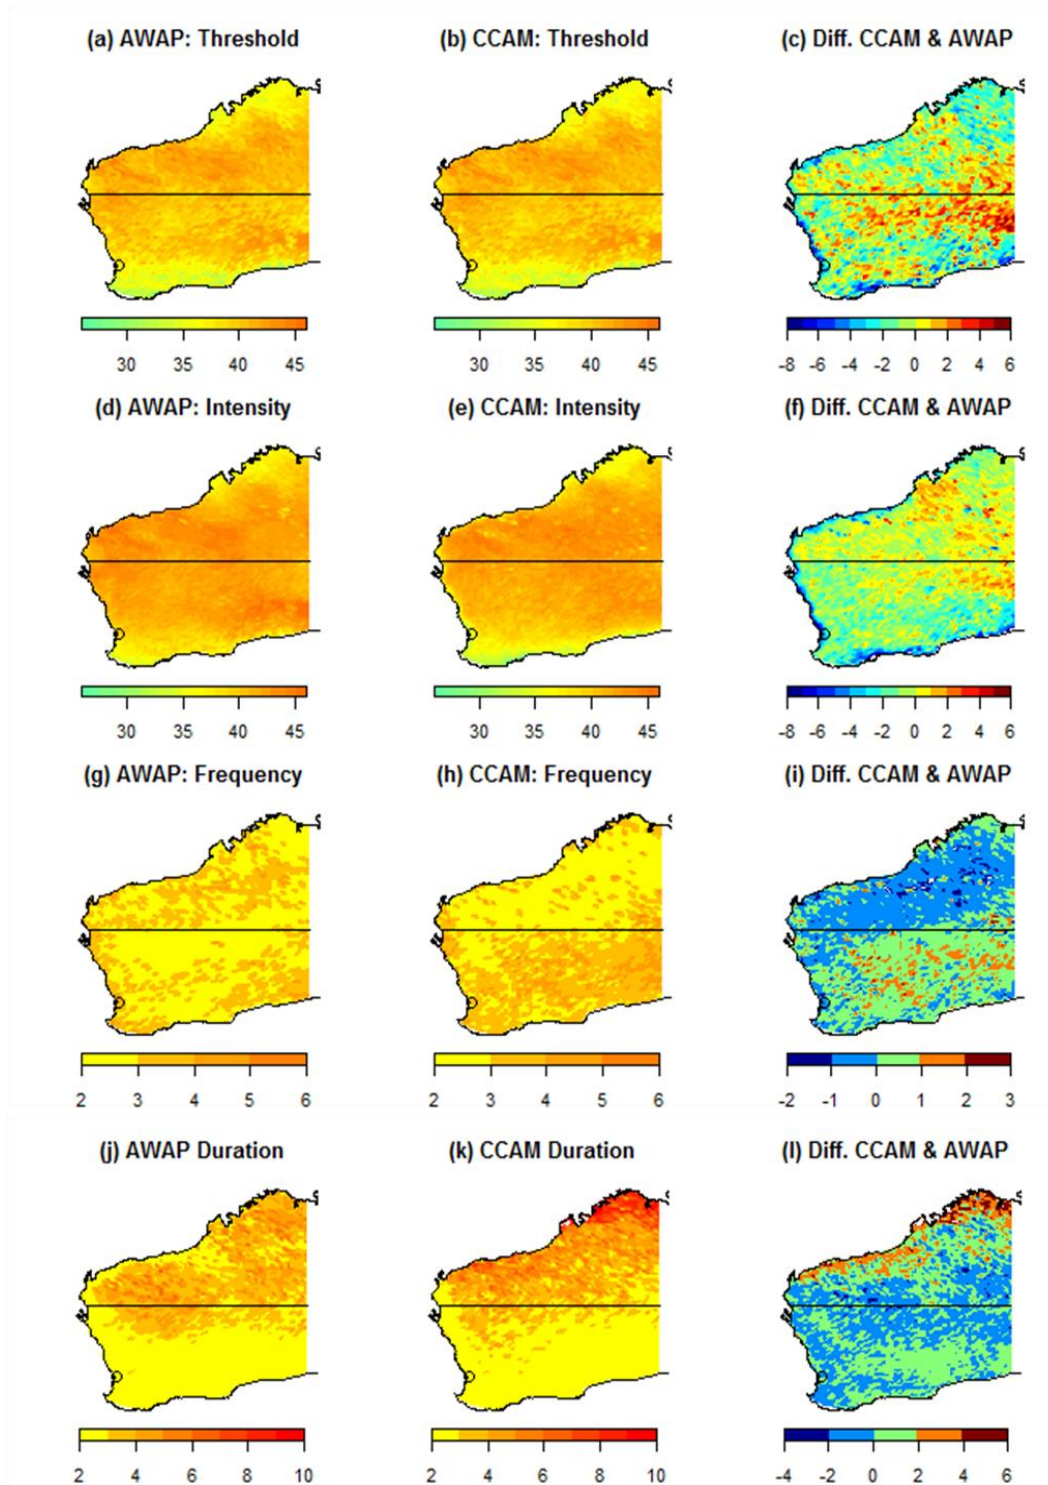 (a) AWAP: Threshold (b) CCAM: Threshold (c) Diff. CCAM & AWAP
30 35 40 45 30 35 40 45 -8 -6 -4 -2 0 2 4 6
(d) AWAP: Intensity (e) CCAM: Intensity (f) Diff. CCAM & AWAP
30 35 40 45 30 35 40 45 -8 -6 -4 -2 0 2 4 6
(g) AWAP: Frequency (h) CCAM: Frequency (i) Diff. CCAM & AWAP
2 3 4 5 6 2 3 4 5 6 -2 -1 0 1 2 3
(j) AWAP Duration (k) CCAM Duration (l) Diff. CCAM & AWAP
2 4 6 8 10 2 4 6 8 10 -4 -2 0 2 4 6